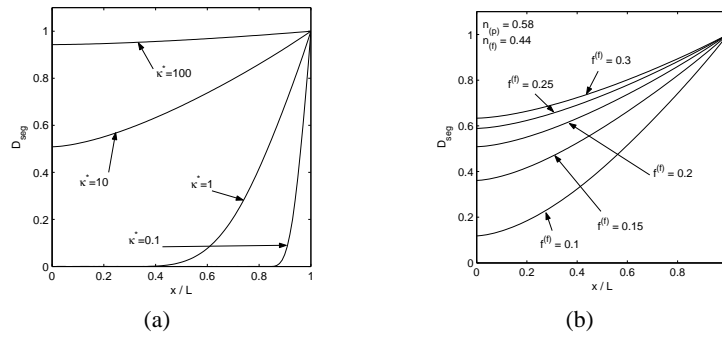 1
0.8
0.6
0.4
0.2
0
0 0.2 0.4 0.6 0.8 1
D_seg
x / L
κ*=100
κ*=10
κ*=1
κ*=0.1
(a)
n_(p) = 0.58
n_(f) = 0.44
1
0.8
0.6
0.4
0.2
0
0 0.2 0.4 0.6 0.8
D_seg
x / L
f^(f) = 0.3
f^(f) = 0.25
f^(f) = 0.2
f^(f) = 0.15
f^(f) = 0.1
(b)